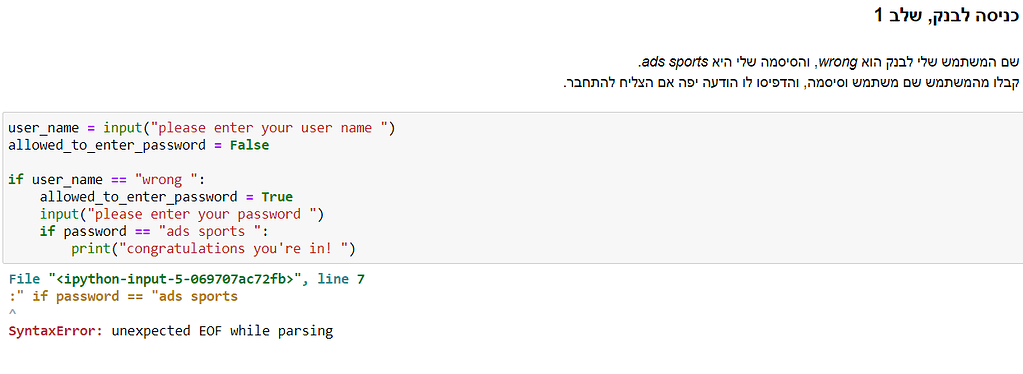 כניסה לבנק, שלב 1
שם המשתמש שלי לבנק הוא wrong, והסיסמה שלי היא ads sports.
קבלו מהמשתמש שם משתמש וסיסמה, והדפיסו לו הודעה יפה אם הצליח להתחבר.
user_name = input("please enter your user name ")
allowed_to_enter_password = False
if user_name == "wrong ":
    allowed_to_enter_password = True
    input("please enter your password ")
    if password == "ads sports ":
        print("congratulations you're in! ")
File "<ipython-input-5-069707ac72fb>", line 7
:" if password == "ads sports
^
SyntaxError: unexpected EOF while parsing